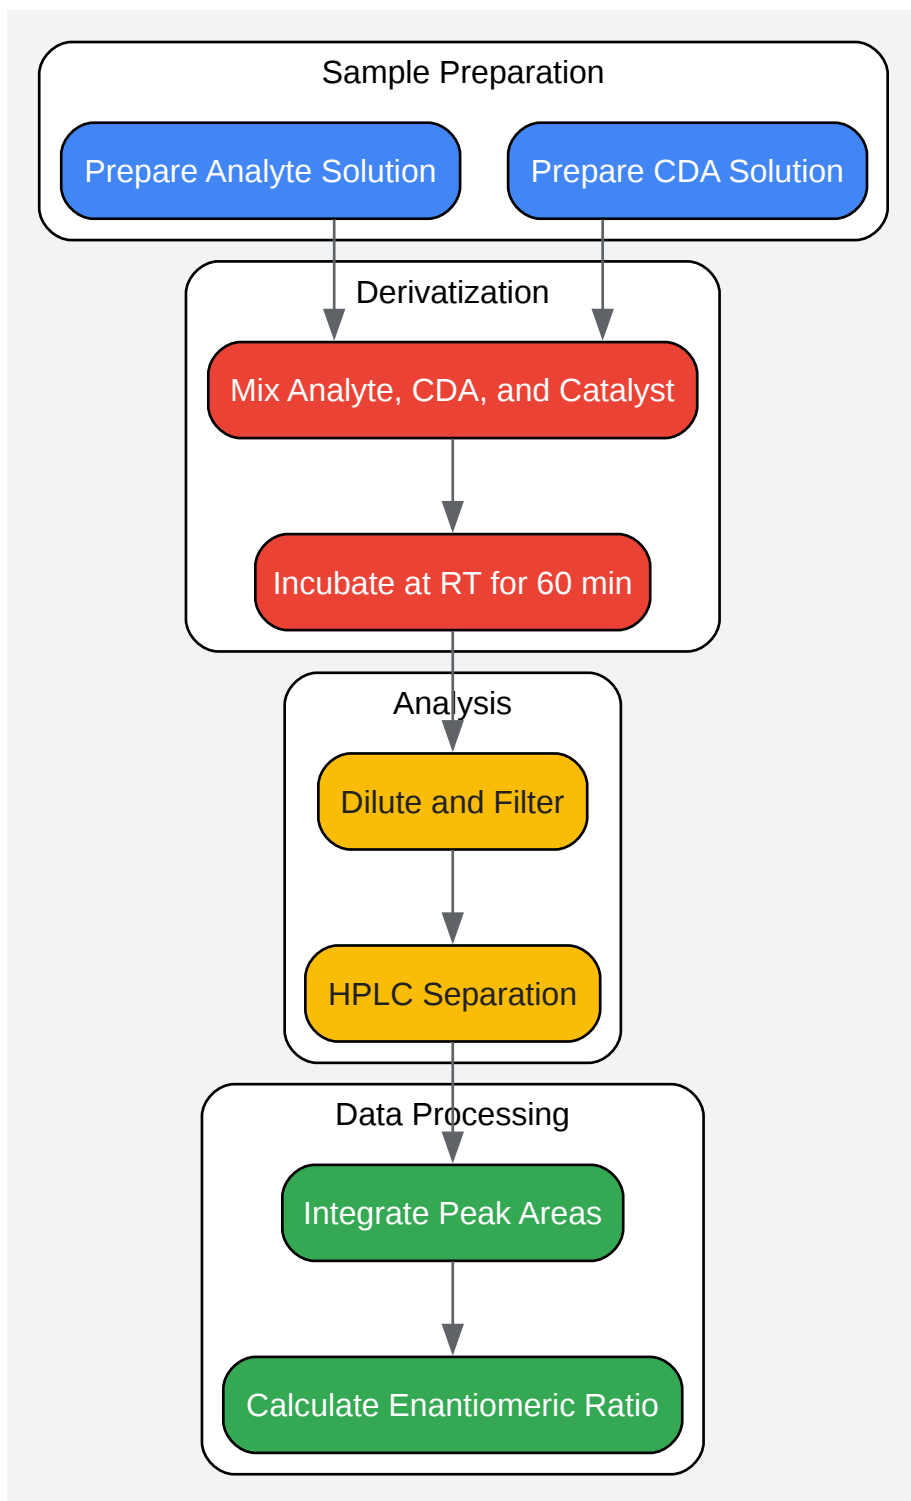 Sample Preparation
Prepare Analyte Solution
Prepare CDA Solution
Derivatization
Mix Analyte, CDA, and Catalyst
Incubate at RT for 60 min
Analysis
Dilute and Filter
HPLC Separation
Data Processing
Integrate Peak Areas
Calculate Enantiomeric Ratio